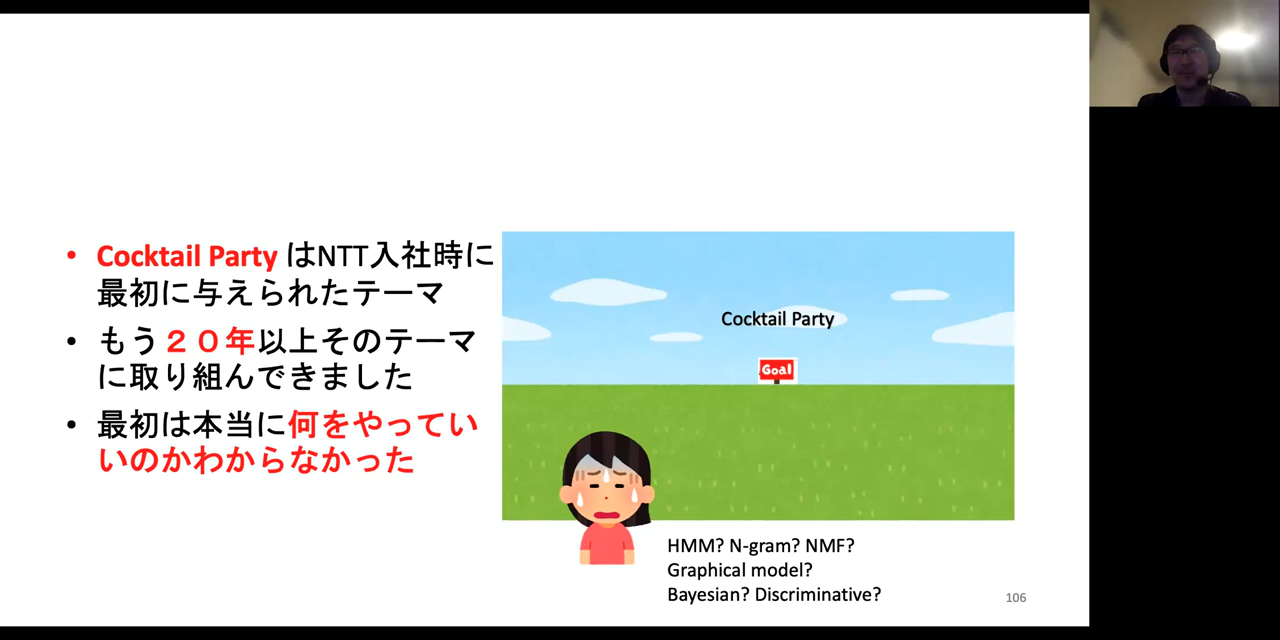 • Cocktail Party はNTT入社時に
最初に与えられたテーマ
• もう２０年以上そのテーマ
に取り組んできました
• 最初は本当に何をやってい
いのかわからなかった
Cocktail Party
Goal
HMM? N-gram? NMF?
Graphical model?
Bayesian? Discriminative?
106